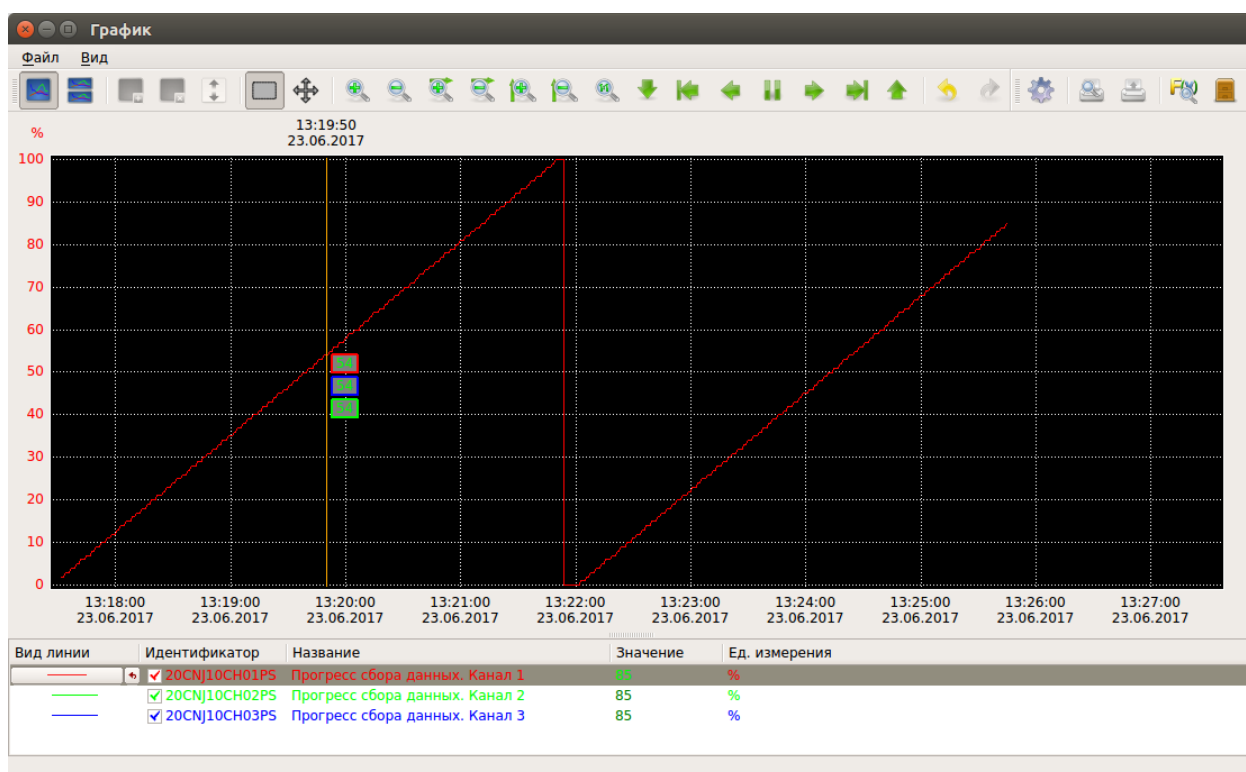 График
Файл Вид
13:19:50
23.06.2017
%
100
90
80
70
60
50
40
30
20
10
0
54
54
54
13:18:00 13:19:00 13:20:00 13:21:00 13:22:00 13:23:00 13:24:00 13:25:00 13:26:00 13:27:00
23.06.2017 23.06.2017 23.06.2017 23.06.2017 23.06.2017 23.06.2017 23.06.2017 23.06.2017 23.06.2017 23.06.2017
Вид линии Идентификатор Название Значение Ед. измерения
20CNJ10CH01PS Прогресс сбора данных. Канал 1 85 %
20CNJ10CH02PS Прогресс сбора данных. Канал 2 85 %
20CNJ10CH03PS Прогресс сбора данных. Канал 3 85 %